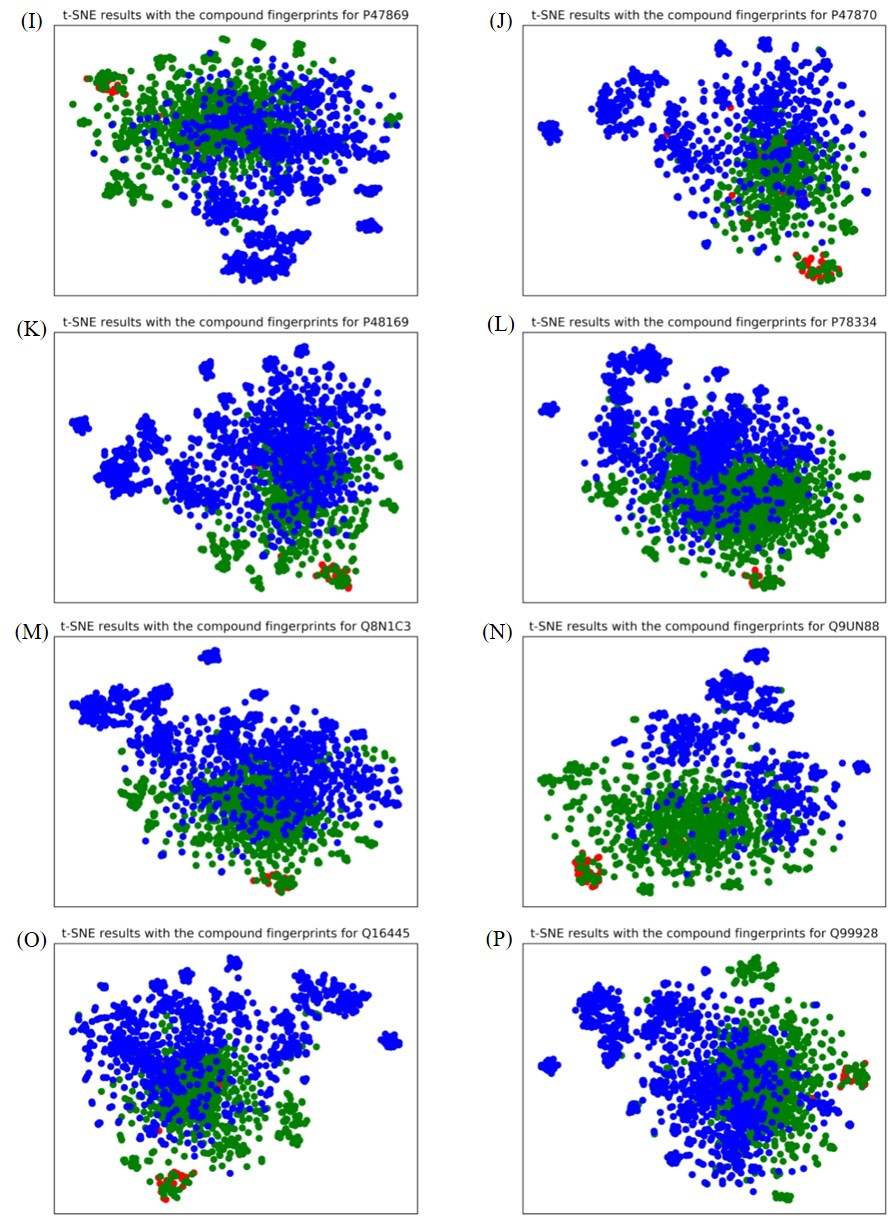 (I) t-SNE results with the compound fingerprints for P47869
(J) t-SNE results with the compound fingerprints for P47870
(K) t-SNE results with the compound fingerprints for P48169
(L) t-SNE results with the compound fingerprints for P78334
(M) t-SNE results with the compound fingerprints for Q8N1C3
(N) t-SNE results with the compound fingerprints for Q9UN88
(O) t-SNE results with the compound fingerprints for Q16445
(P) t-SNE results with the compound fingerprints for Q99928